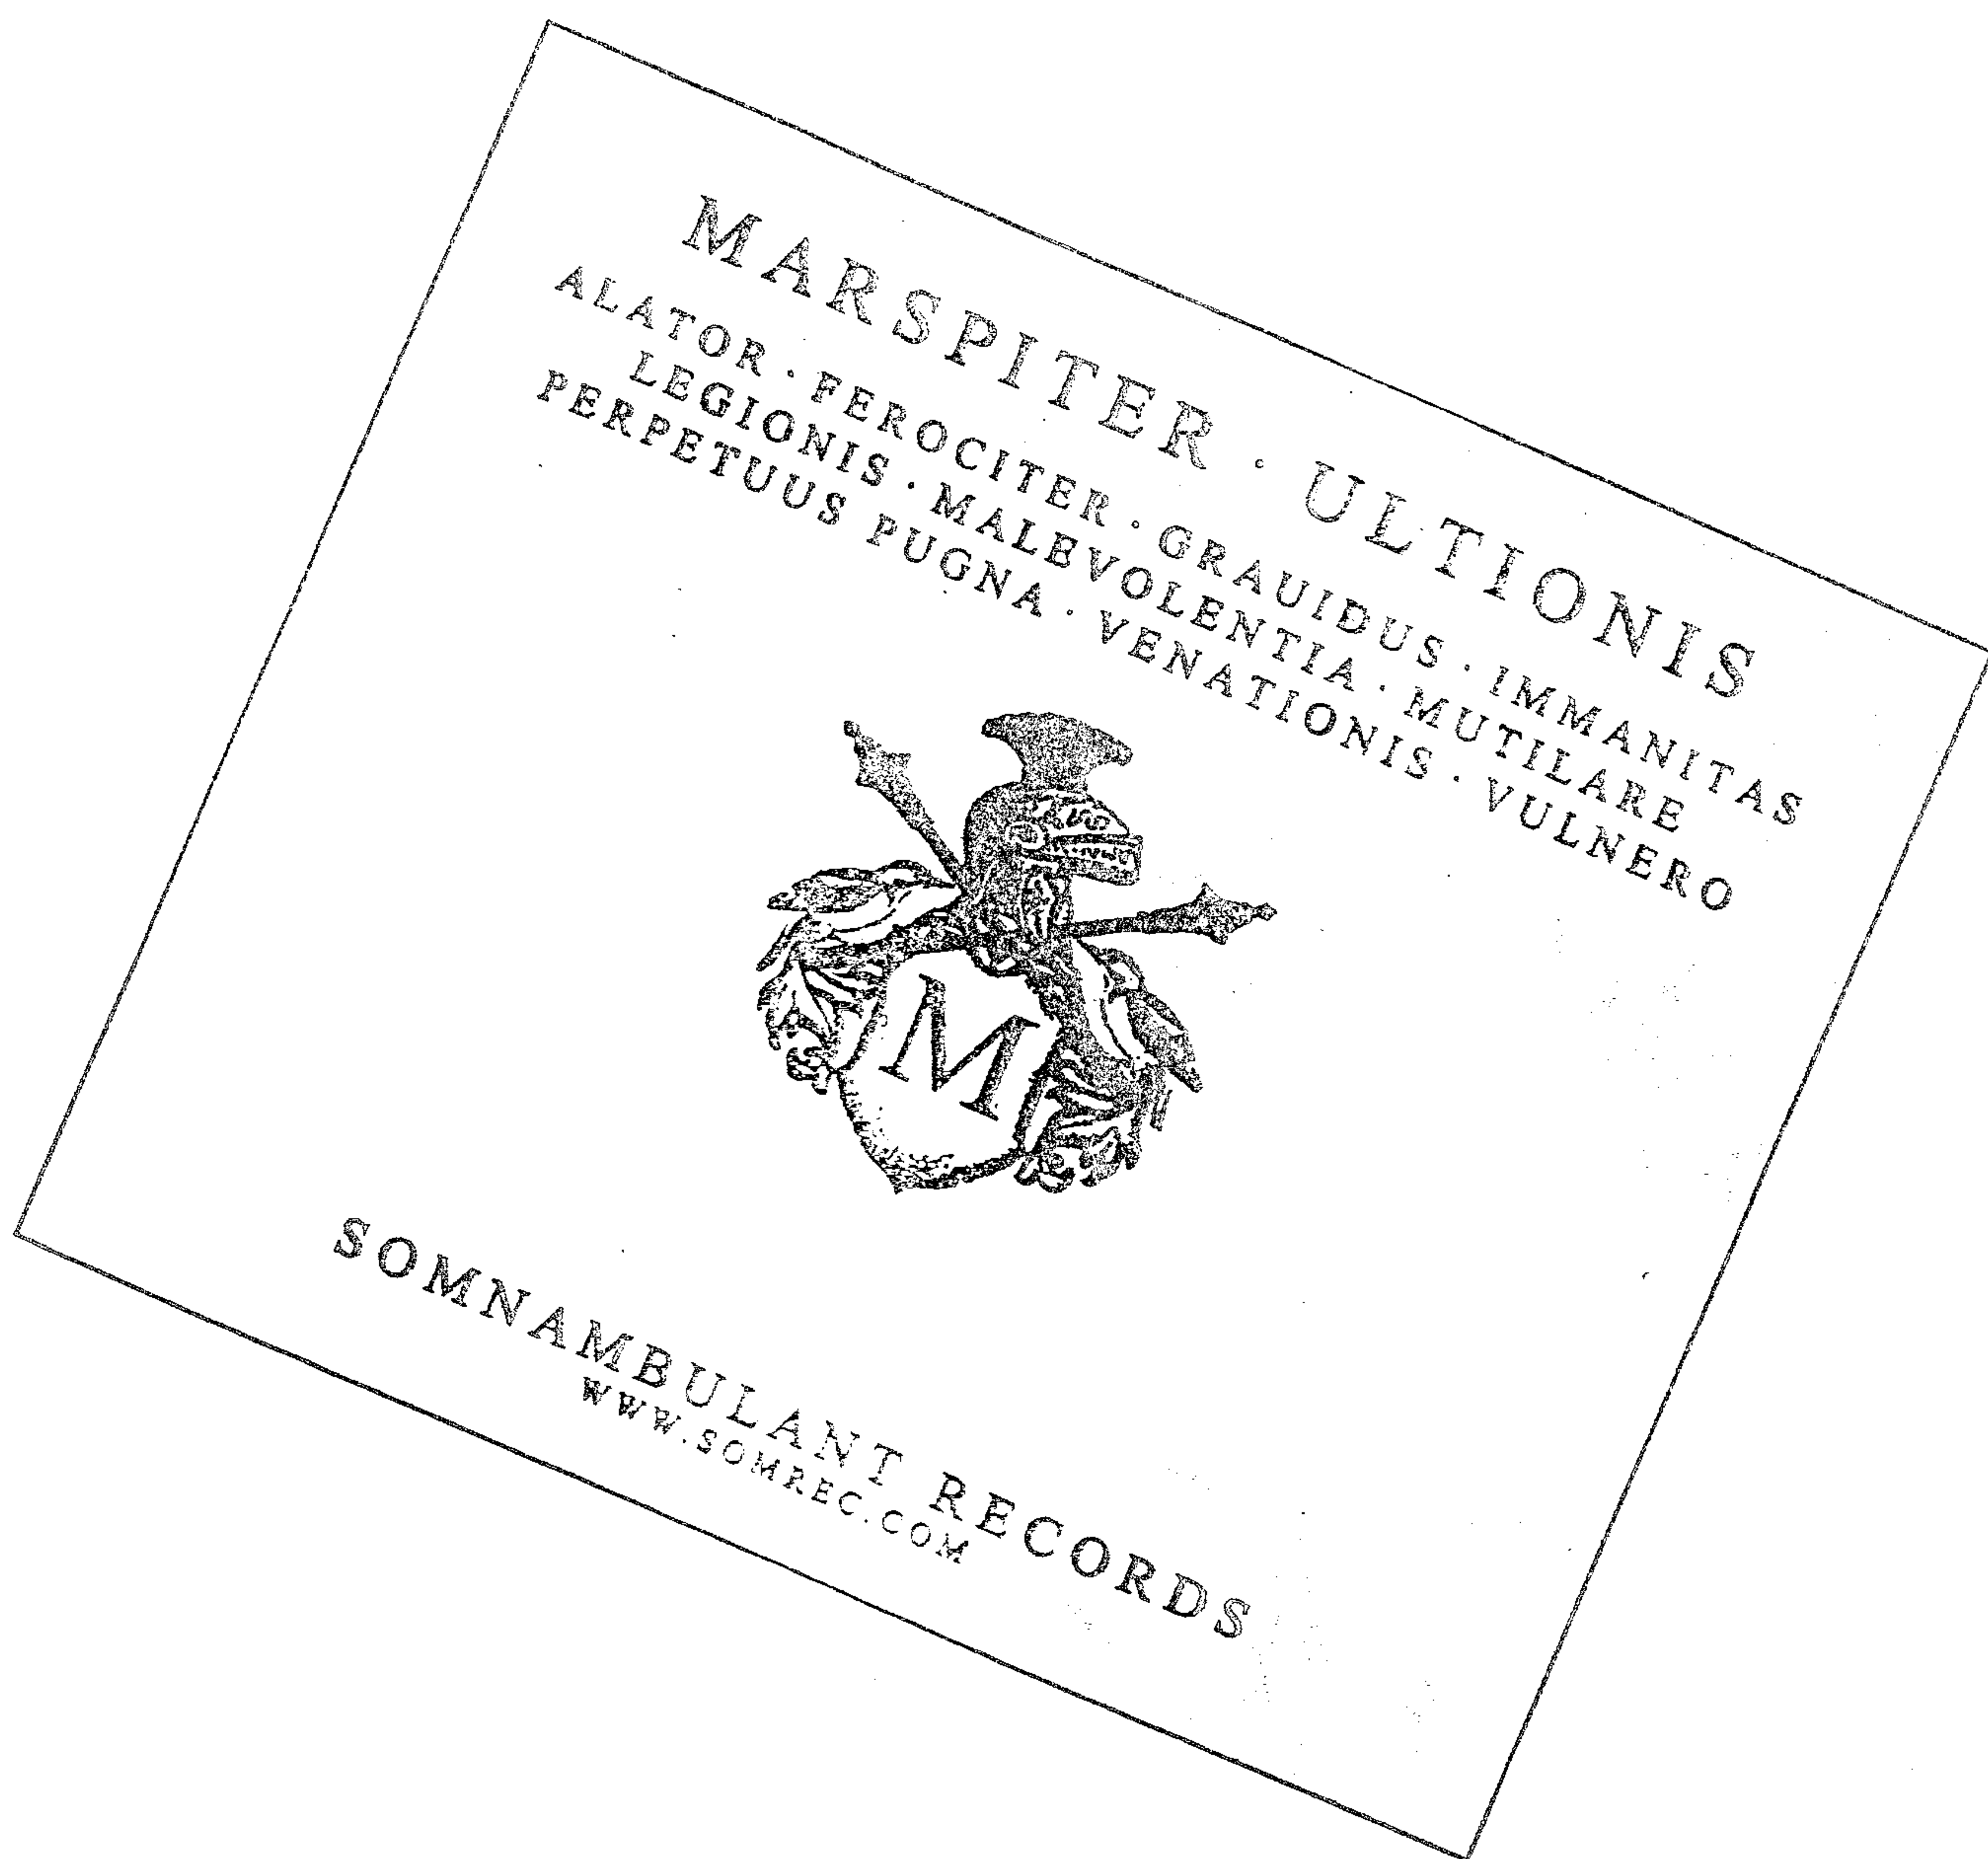 MARSPITER · ULTIONIS
ALATOR · FEROCITER · GRAUIDUS · IMMANITAS
LEGIONIS · MALEVOLENTIA · MUTILARE
PERPETUUS PUGNA · VENATIONIS · VULNERO
M
SOMNAMBULANT RECORDS
WWW.SOMREC.COM